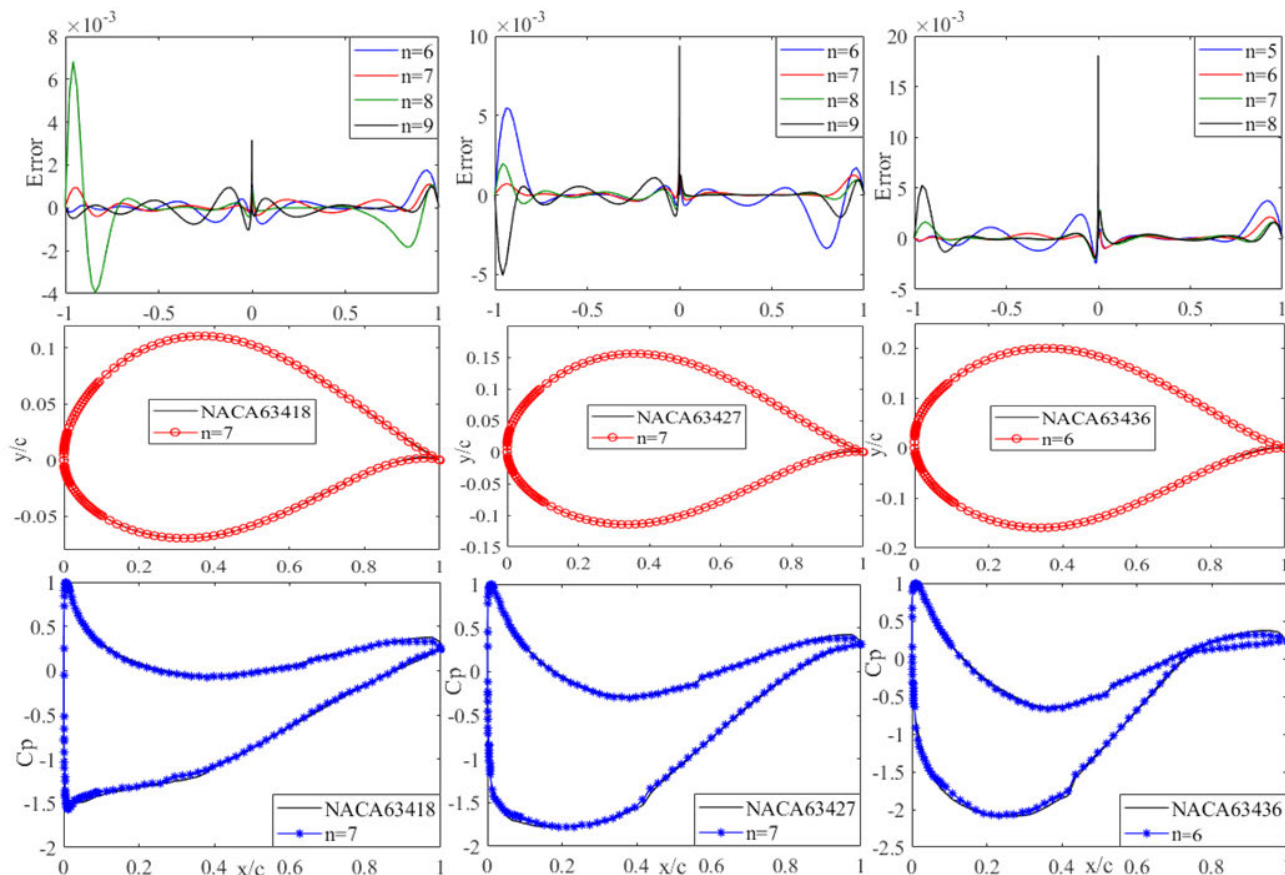 ×10⁻³
8
6
4
2
0
-2
-4
Error
n=6
n=7
n=8
n=9
-1 -0.5 0 0.5 1
×10⁻³
10
5
0
-5
Error
n=6
n=7
n=8
n=9
-1 -0.5 0 0.5 1
×10⁻³
20
15
10
5
0
-5
Error
n=5
n=6
n=7
n=8
-1 -0.5 0 0.5 1
0.1
0.05
0
-0.05
y/c
NACA63418
n=7
0 0.2 0.4 0.6 0.8 1
0.15
0.1
0.05
0
-0.05
-0.1
0.15
y/c
NACA63427
n=7
0 0.2 0.4 0.6 0.8 1
0.2
0.1
0
-0.1
-0.2
y/c
NACA63436
n=6
0 0.2 0.4 0.6 0.8 1
1
0.5
0
-0.5
-1
-1.5
-2
Cp
NACA63418
n=7
0 0.2 0.4 x/c 0.6 0.8 1
1
0.5
0
-0.5
-1
-1.5
-2
Cp
NACA63427
n=7
0 0.2 0.4 x/c 0.6 0.8 1
1
0.5
0
-0.5
-1
-1.5
-2
-2.5
Cp
NACA63436
n=6
0 0.2 0.4 x/c 0.6 0.8 1